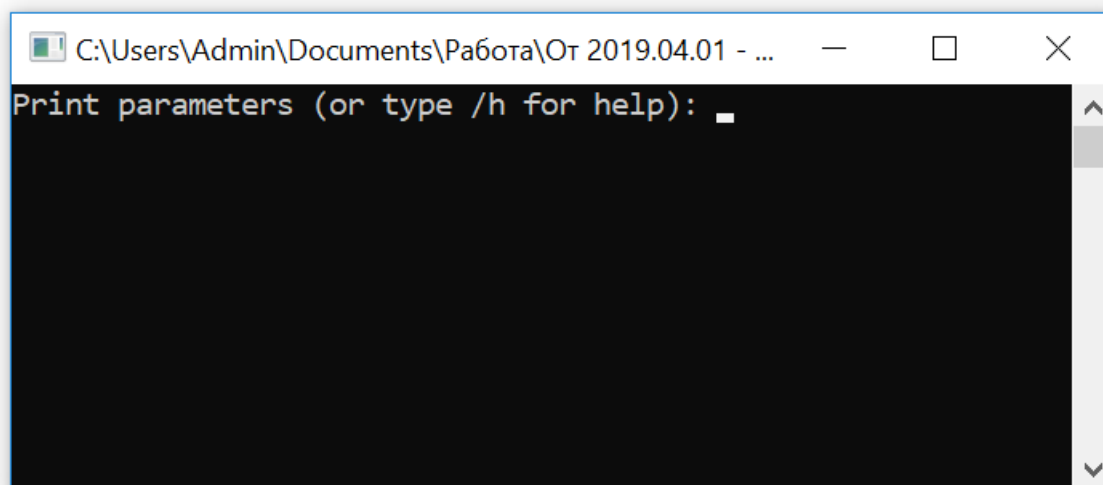 C:\Users\Admin\Documents\Работа\От 2019.04.01 - ...
Print parameters (or type /h for help):